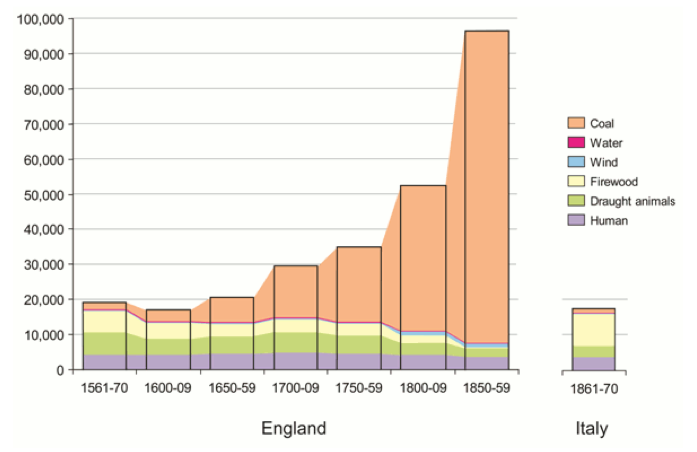 100,000
90,000
80,000
70,000
60,000
50,000
40,000
30,000
20,000
10,000
0
1561-70 1600-09 1650-59 1700-09 1750-59 1800-09 1850-59
England
Coal
Water
Wind
Firewood
Draught animals
Human
1861-70
Italy